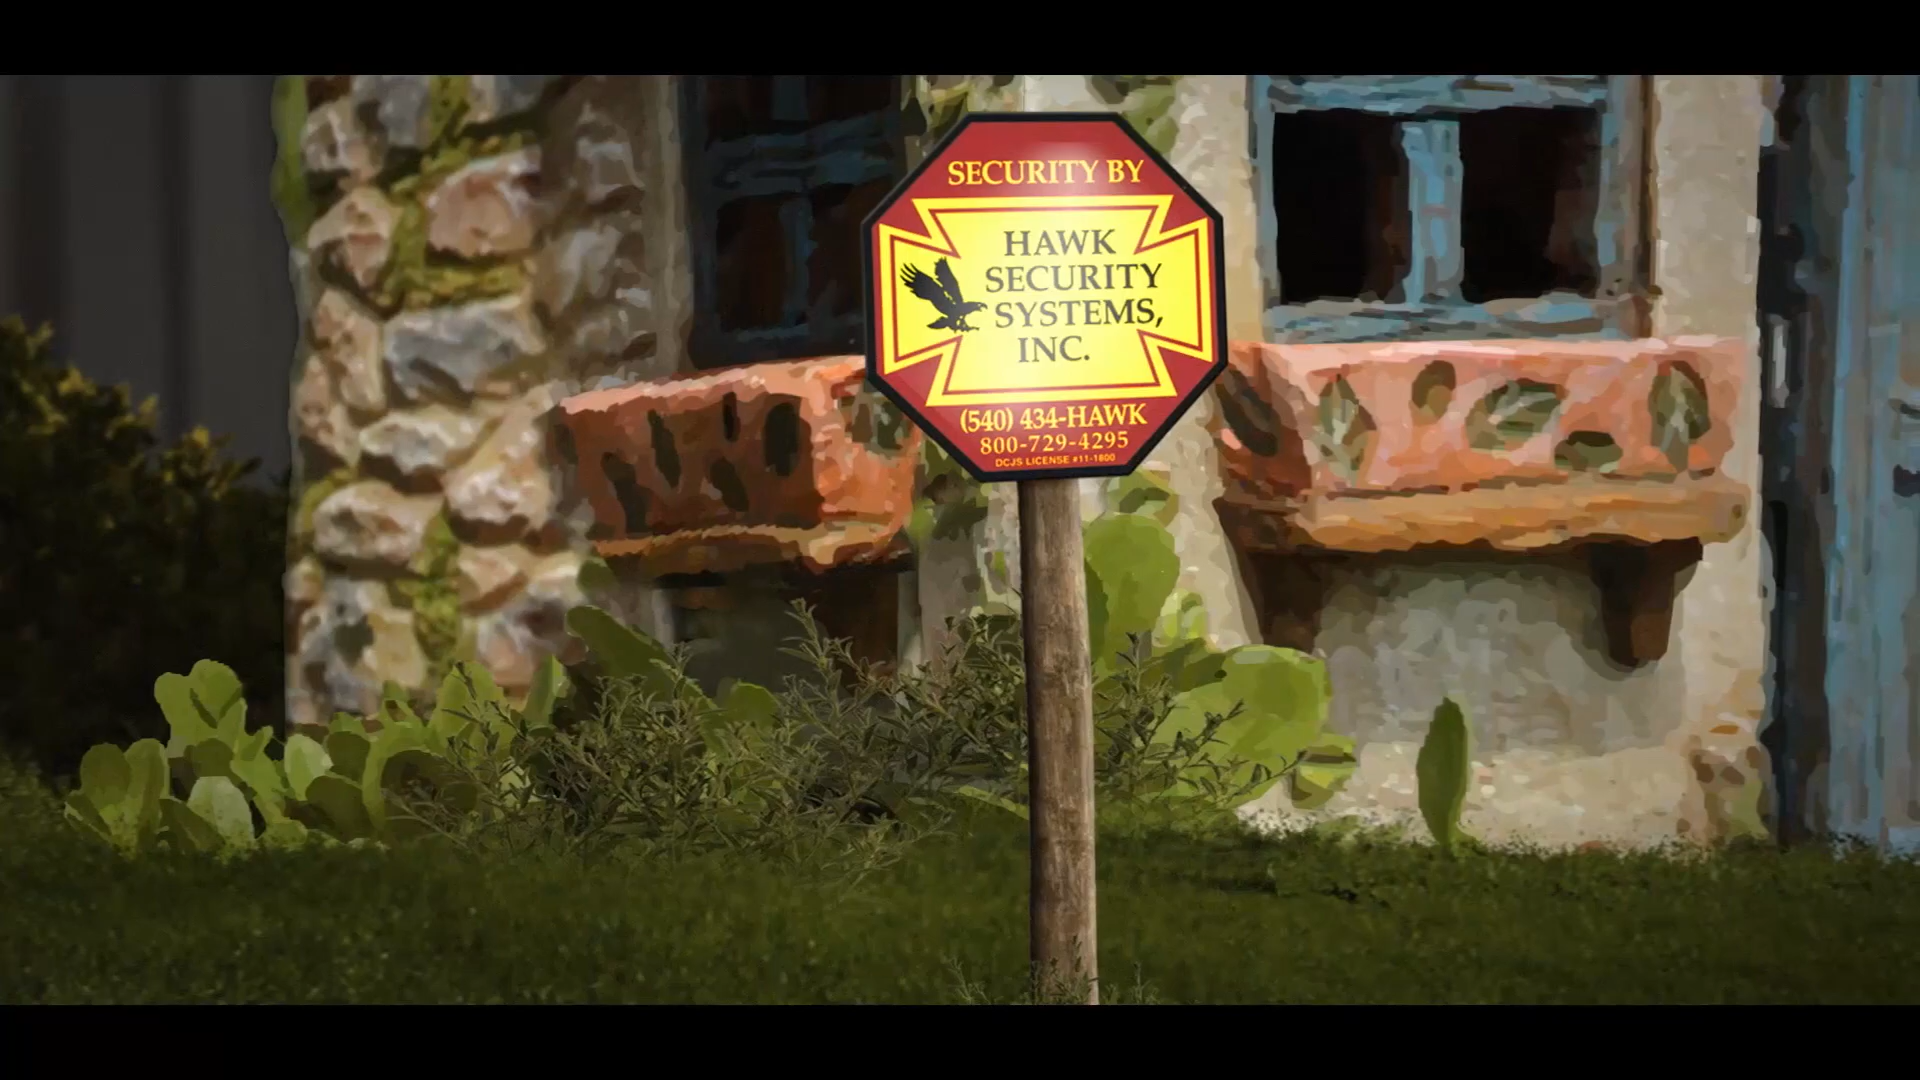 SECURITY BY
HAWK
SECURITY
SYSTEMS,
INC.
(540) 434-HAWK
800-729-4295
DCJS LICENSE #11-1800